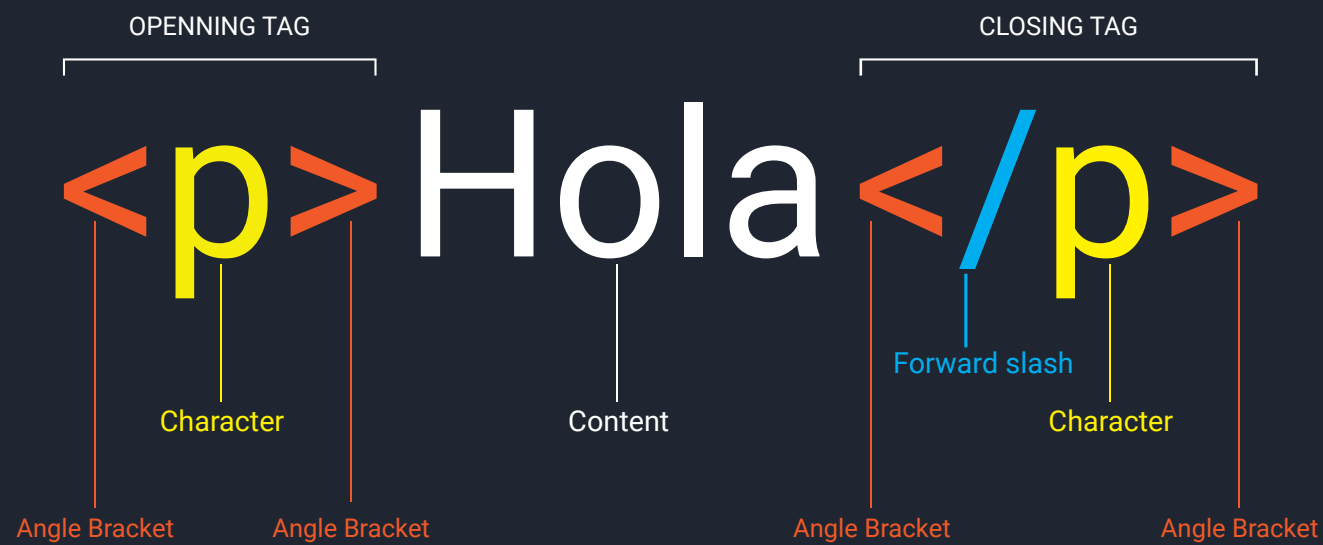 OPENNING TAG CLOSING TAG
<p>Hola</p>
Forward slash
Character Content Character
Angle Bracket Angle Bracket Angle Bracket Angle Bracket